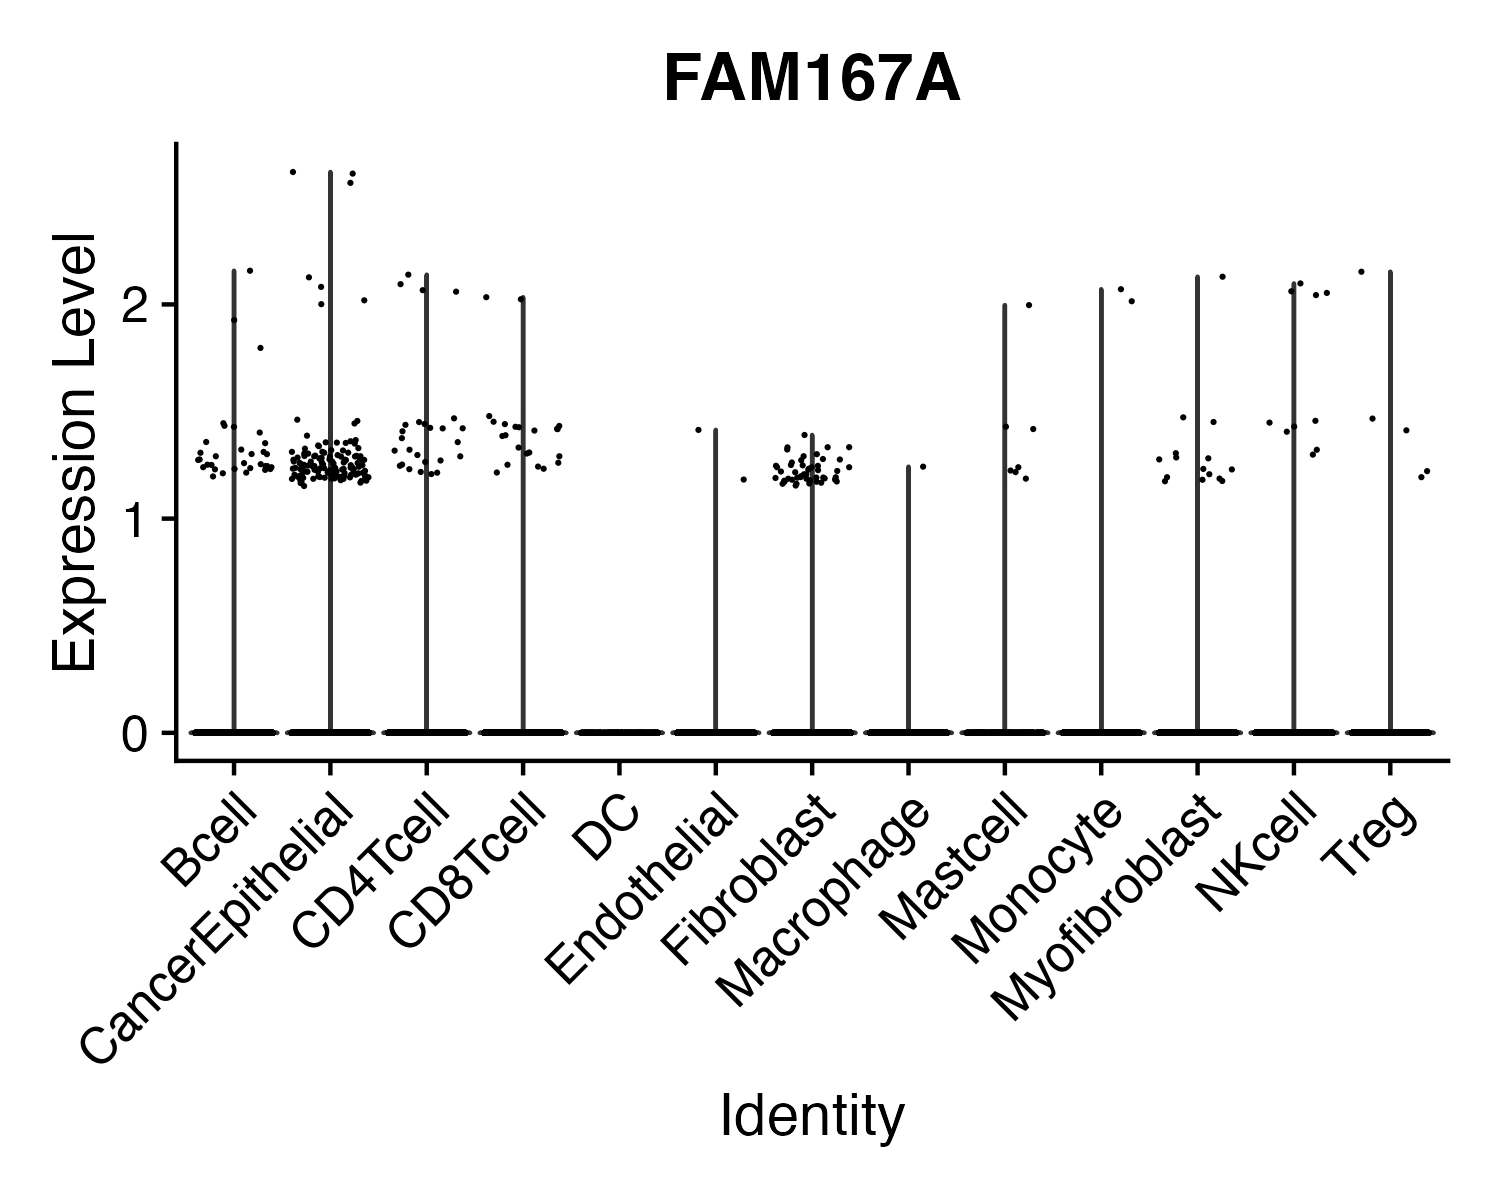 FAM167A
Expression Level
2
1
0
Bcell
CancerEpithelial
CD4Tcell
CD8Tcell
DC
Endothelial
Fibroblast
Macrophage
Mastcell
Monocyte
Myofibroblast
NKcell
Treg
Identity